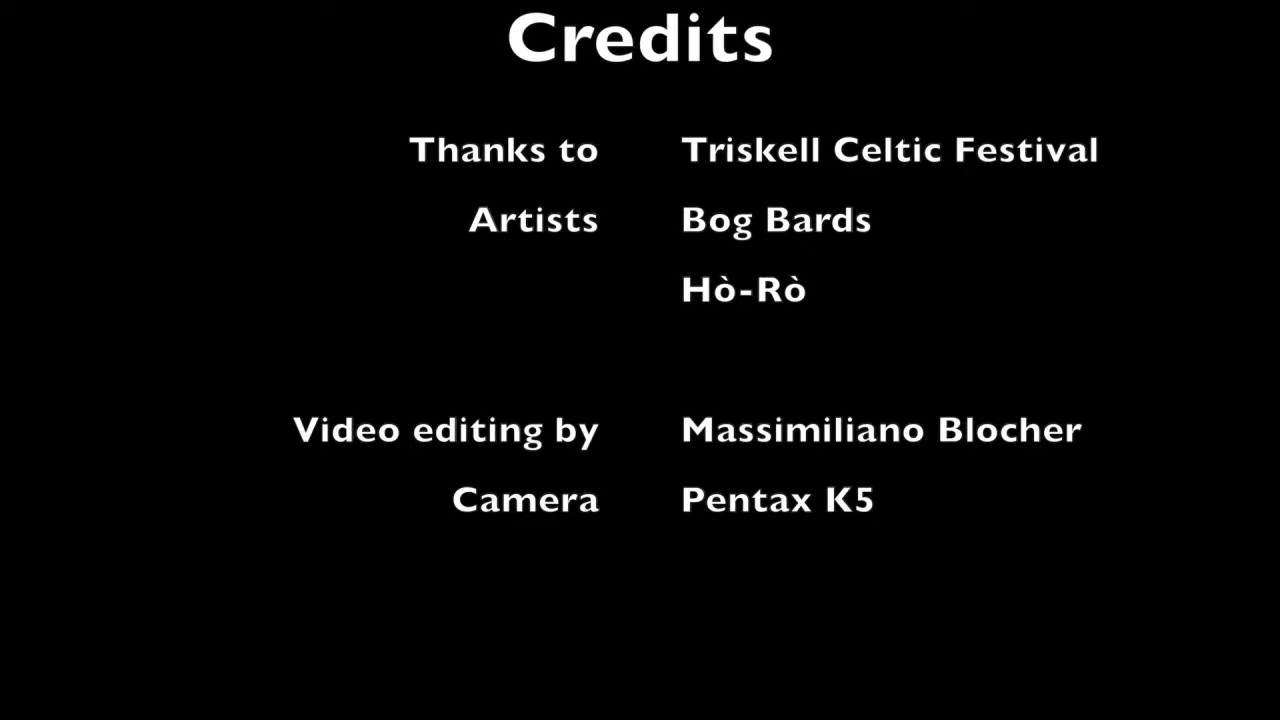 Credits
Thanks to Triskell Celtic Festival
Artists Bog Bards
Hò-Rò
Video editing by Massimiliano Blocher
Camera Pentax K5